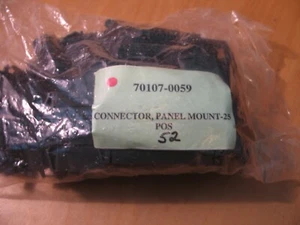 70107-0059
CONNECTOR, PANEL MOUNT-25
POS
52